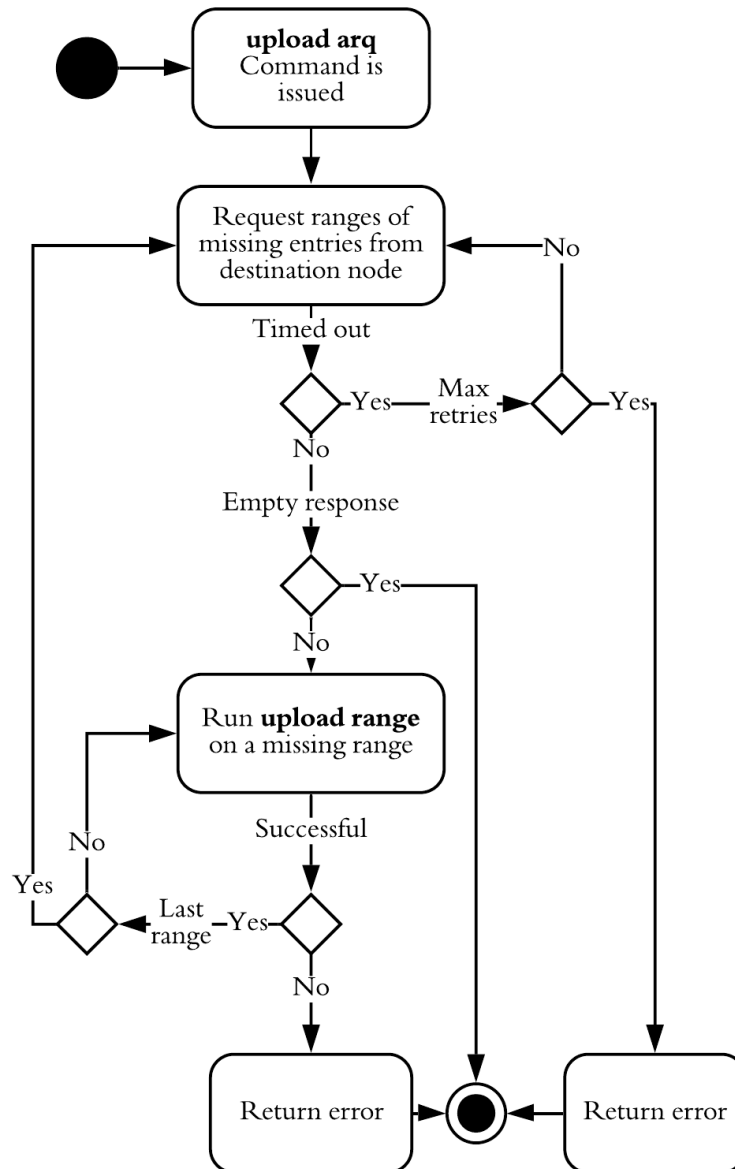 upload arq
Command is
issued
Request ranges of
missing entries from
destination node
No
Timed out
Yes
Max
retries
Yes
No
Empty response
Yes
No
Run upload range
on a missing range
Successful
No
Yes
Last
range
Yes
No
Return error
Return error